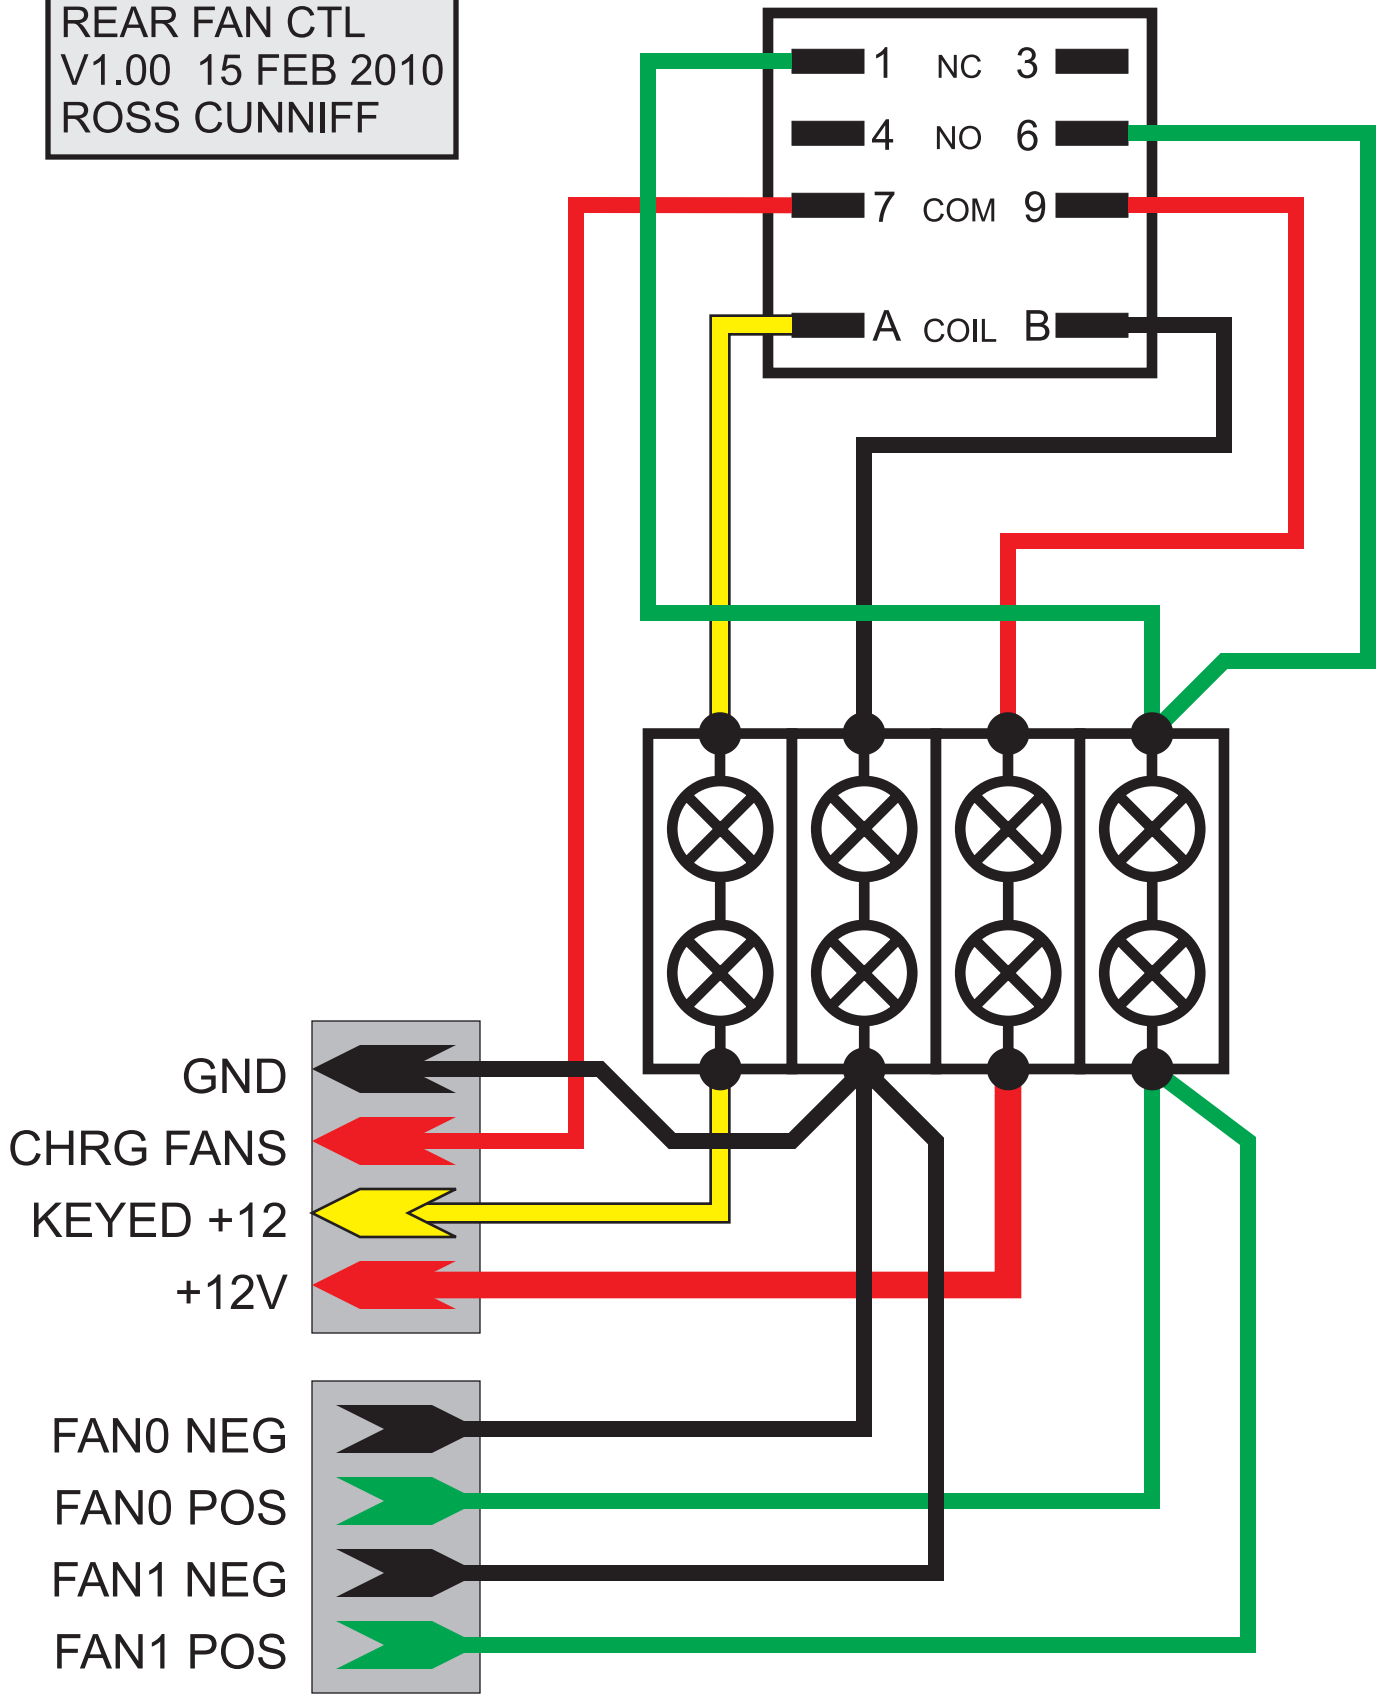 REAR FAN CTL
V1.00 15 FEB 2010
ROSS CUNNIFF
1 NC 3
4 NO 6
7 COM 9
A COIL B
GND
CHRG FANS
KEYED +12
+12V
FAN0 NEG
FAN0 POS
FAN1 NEG
FAN1 POS